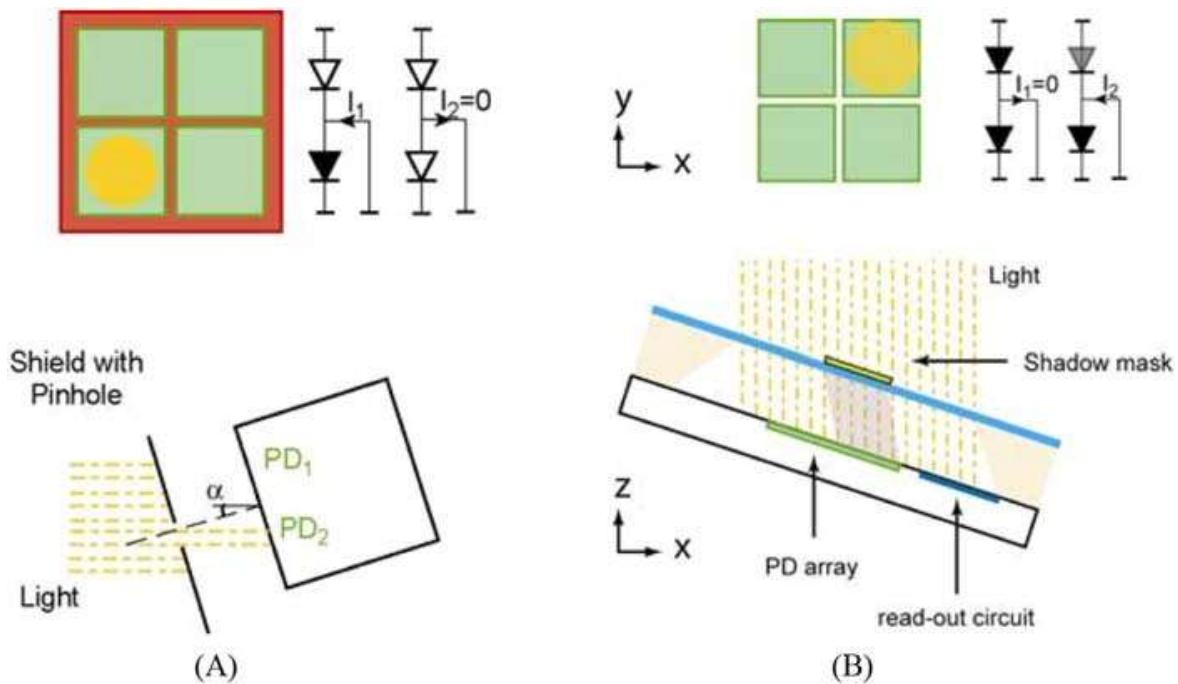 I₁
I₂=0
Shield with
Pinhole
PD₁
α
PD₂
Light
(A)
y
x
I₁=0
I₂
Light
Shadow mask
z
x
PD array
read-out circuit
(B)